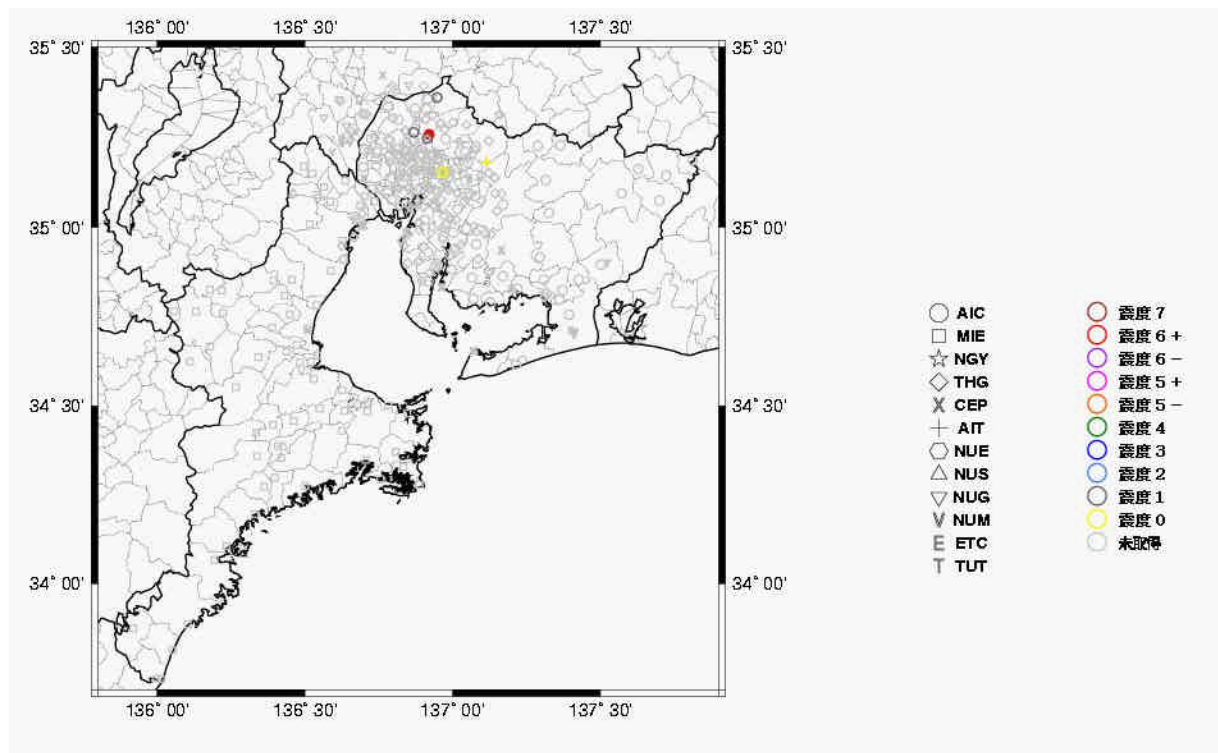 136° 00' 136° 30' 137° 00' 137° 30'
35° 30' 35° 30'
35° 00' 35° 00'
34° 30' 34° 30'
34° 00' 34° 00'
136° 00' 136° 30' 137° 00' 137° 30'
AIC
MIE
NGY
THG
CEP
AIT
NUE
NUS
NUG
NUM
E ETC
T TUT
震度 7
震度 6 +
震度 6 −
震度 5 +
震度 5 −
震度 4
震度 3
震度 2
震度 1
震度 0
未取得